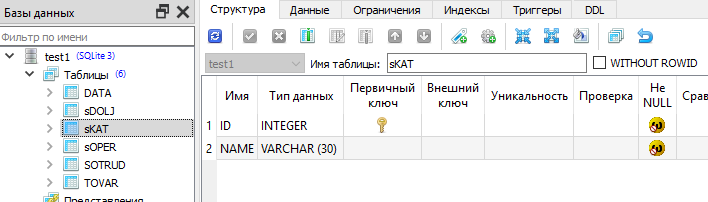 Базы данных
Фильтр по имени
test1 (SQLite 3)
Таблицы (6)
DATA
sDOLJ
sKAT
sOPER
SOTRUD
TOVAR
Представления
Структура Данные Ограничения Индексы Триггеры DDL
test1 Имя таблицы: sKAT WITHOUT ROWID
Имя Тип данных Первичный ключ Внешний ключ Уникальность Проверка Не NULL Срав
1 ID INTEGER
2 NAME VARCHAR (30)